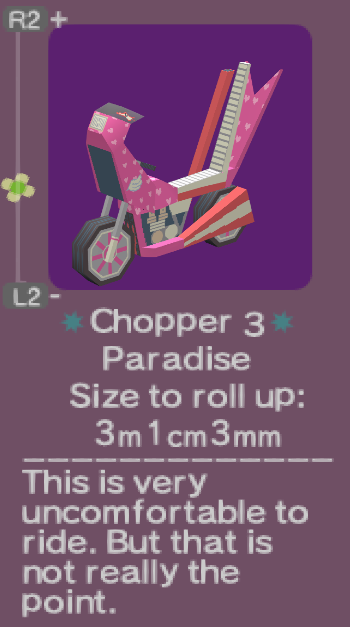 R2 +
L2 -
Chopper 3
Paradise
Size to roll up:
3m1cm3mm
This is very
uncomfortable to
ride. But that is
not really the
point.